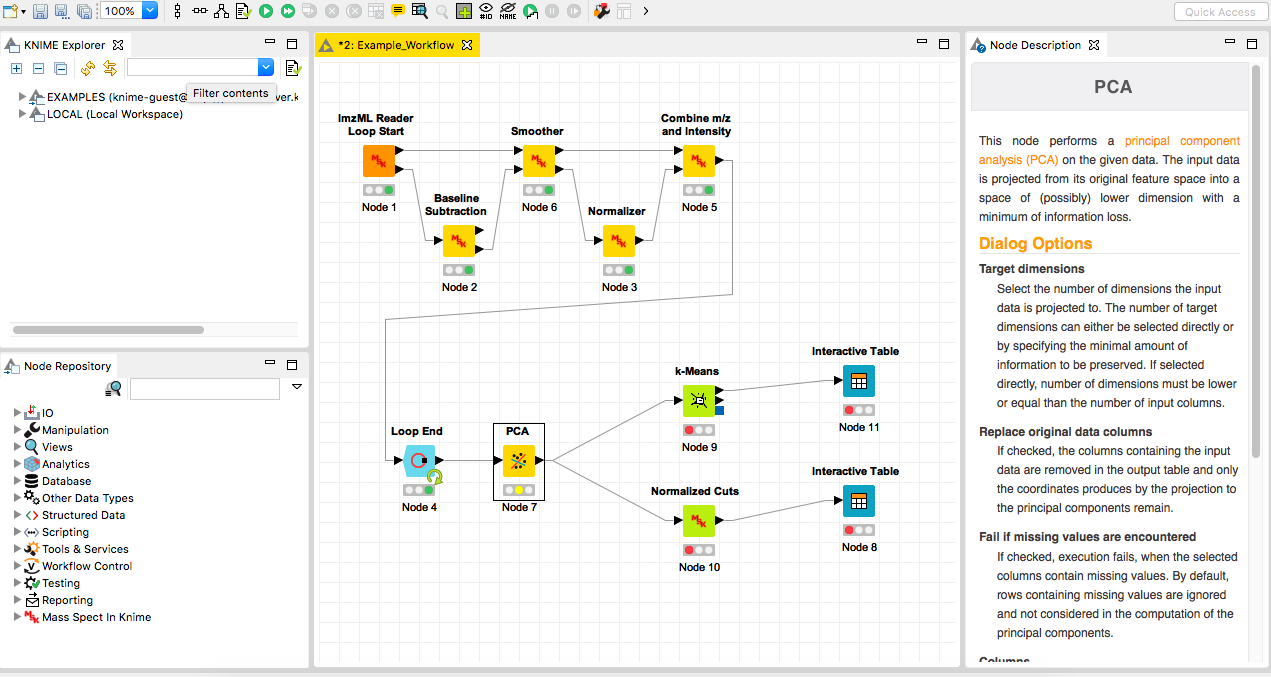 100%
#ID
NAME
Quick Access
KNIME Explorer
*2: Example_Workflow
Node Description
EXAMPLES (knime-guest@
ver.k
Filter contents
LOCAL (Local Workspace)
Node Repository
IO
Manipulation
Views
Analytics
Database
Other Data Types
Structured Data
Scripting
Tools & Services
Workflow Control
Testing
Reporting
Mass Spect In Knime
ImzML Reader
Loop Start
Node 1
Baseline
Subtraction
Node 2
Smoother
Node 6
Normalizer
Node 3
Combine m/z
and Intensity
Node 5
Loop End
Node 4
PCA
Node 7
k-Means
Node 9
Normalized Cuts
Node 10
Interactive Table
Node 11
Interactive Table
Node 8
PCA
This node performs a principal component
analysis (PCA) on the given data. The input data
is projected from its original feature space into a
space of (possibly) lower dimension with a
minimum of information loss.
Dialog Options
Target dimensions
Select the number of dimensions the input
data is projected to. The number of target
dimensions can either be selected directly or
by specifying the minimal amount of
information to be preserved. If selected
directly, number of dimensions must be lower
or equal than the number of input columns.
Replace original data columns
If checked, the columns containing the input
data are removed in the output table and only
the coordinates produces by the projection to
the principal components remain.
Fail if missing values are encountered
If checked, execution fails, when the selected
columns contain missing values. By default,
rows containing missing values are ignored
and not considered in the computation of the
principal components.
Columns